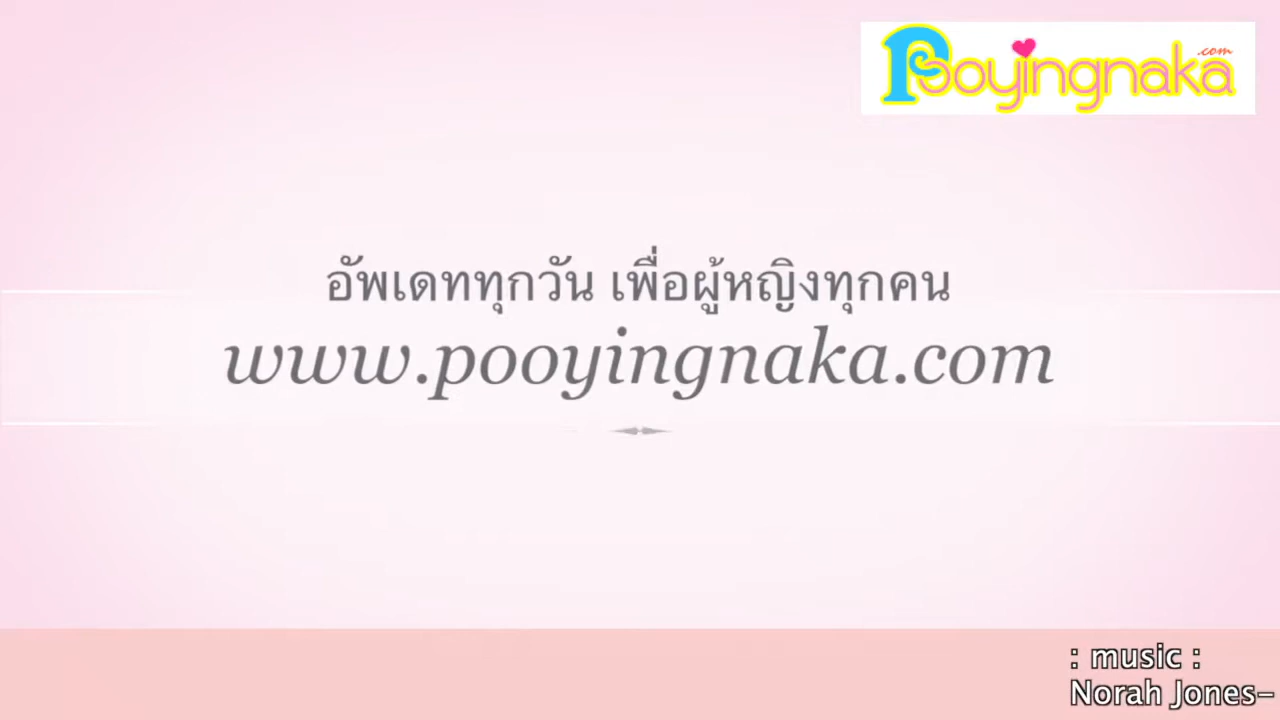 Pooyingnaka.com
อัพเดททุกวัน เพื่อผู้หญิงทุกคน
www.pooyingnaka.com
: music :
Norah Jones-